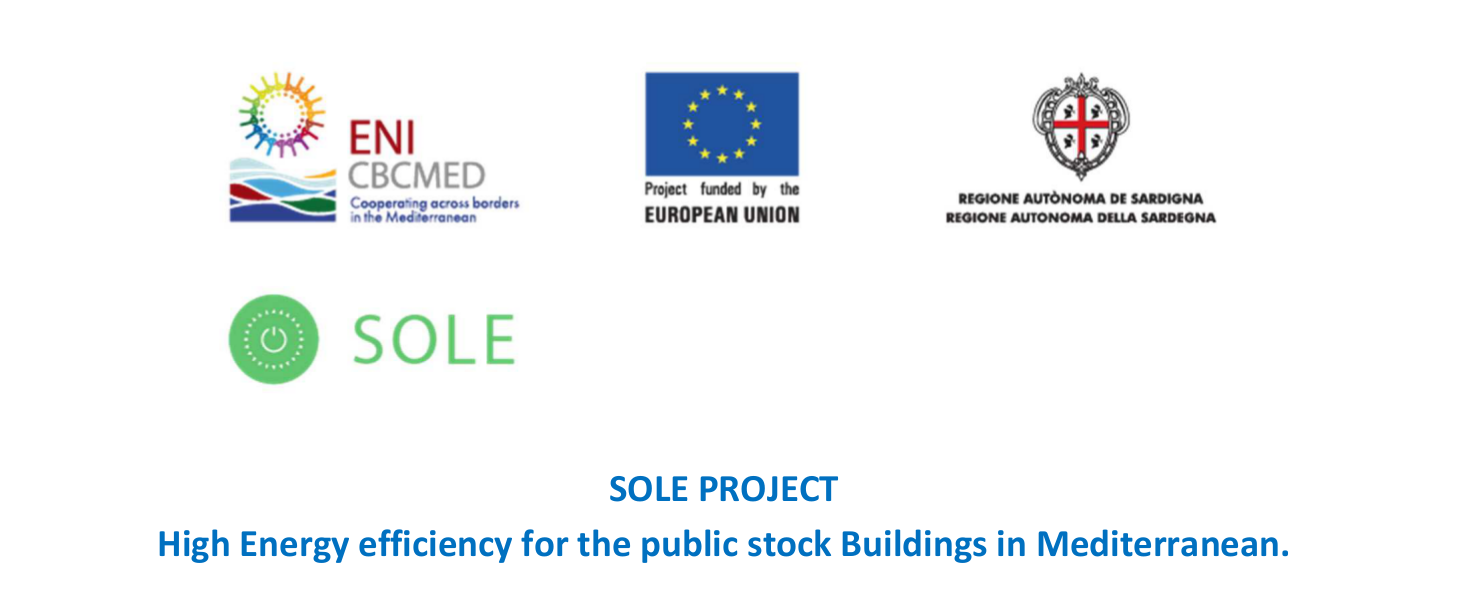 ENI
CBCMED
Cooperating across borders
in the Mediterranean
Project funded by the
EUROPEAN UNION
REGIONE AUTÒNOMA DE SARDIGNA
REGIONE AUTONOMA DELLA SARDEGNA
SOLE
SOLE PROJECT
High Energy efficiency for the public stock Buildings in Mediterranean.